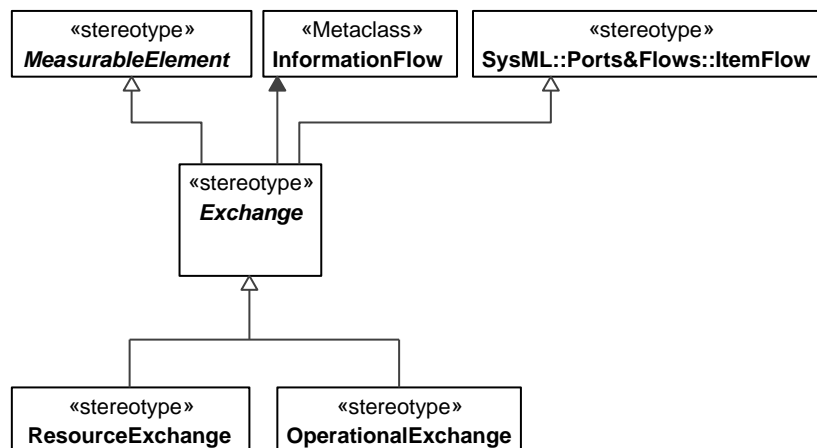 «stereotype»
MeasurableElement
«Metaclass»
InformationFlow
«stereotype»
SysML::Ports&Flows::ItemFlow
«stereotype»
Exchange
«stereotype»
ResourceExchange
«stereotype»
OperationalExchange